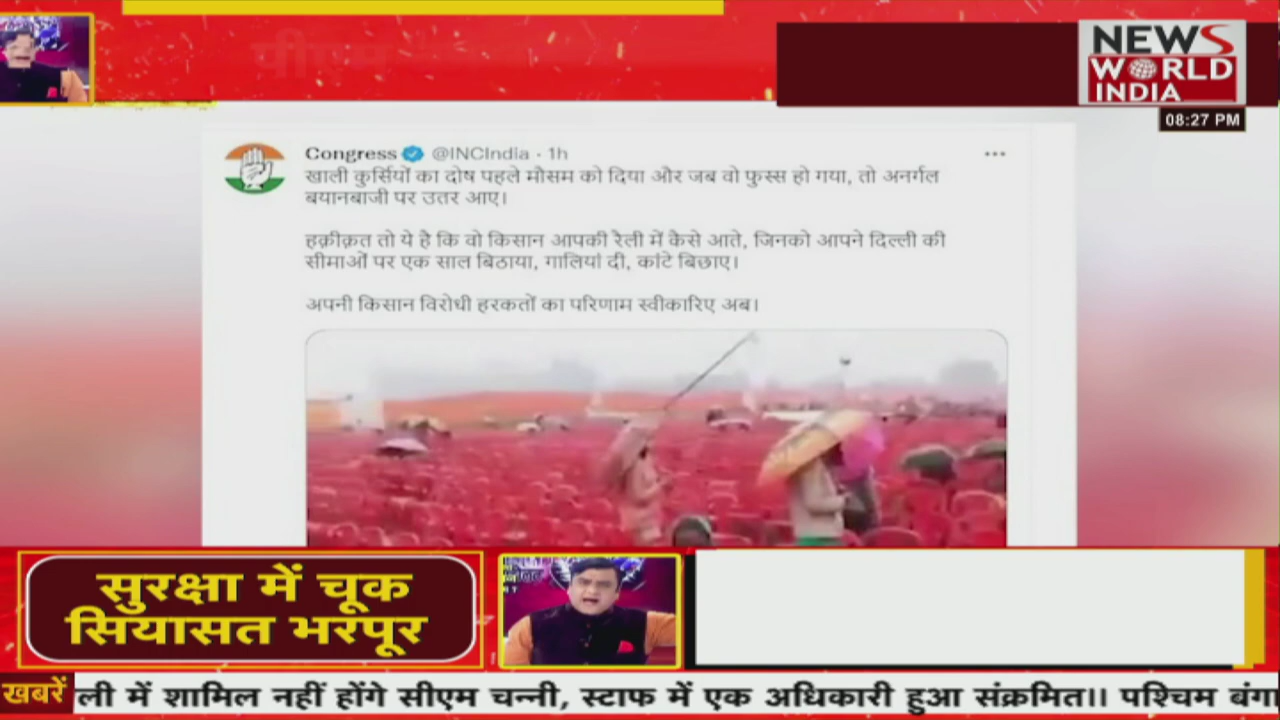 पीएम
NEWS
WORLD
INDIA
08:27 PM
Congress @INCIndia · 1h
खाली कुर्सियों का दोष पहले मौसम को दिया और जब वो फुस्स हो गया, तो अनर्गल
बयानबाजी पर उतर आए।
हक़ीक़त तो ये है कि वो किसान आपकी रैली में कैसे आते, जिनको आपने दिल्ली की
सीमाओं पर एक साल बिठाया, गालियां दी, कांटे बिछाए।
अपनी किसान विरोधी हरकतों का परिणाम स्वीकारिए अब।
सुरक्षा में चूक
सियासत भरपूर
खबरें ली में शामिल नहीं होंगे सीएम चन्नी, स्टाफ में एक अधिकारी हुआ संक्रमित।। पश्चिम बंगा